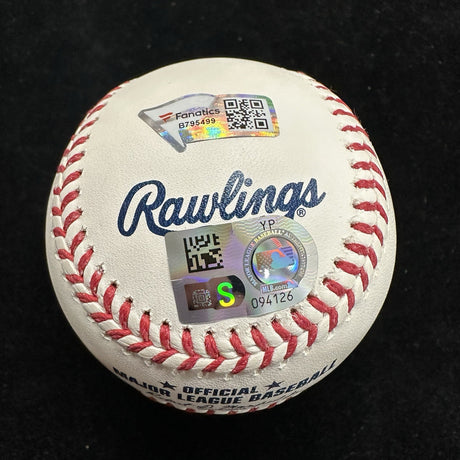 Fanatics
B795499
Rawlings®
YP
MLB.com
S
094126
OFFICIAL
MAJOR LEAGUE BASEBALL